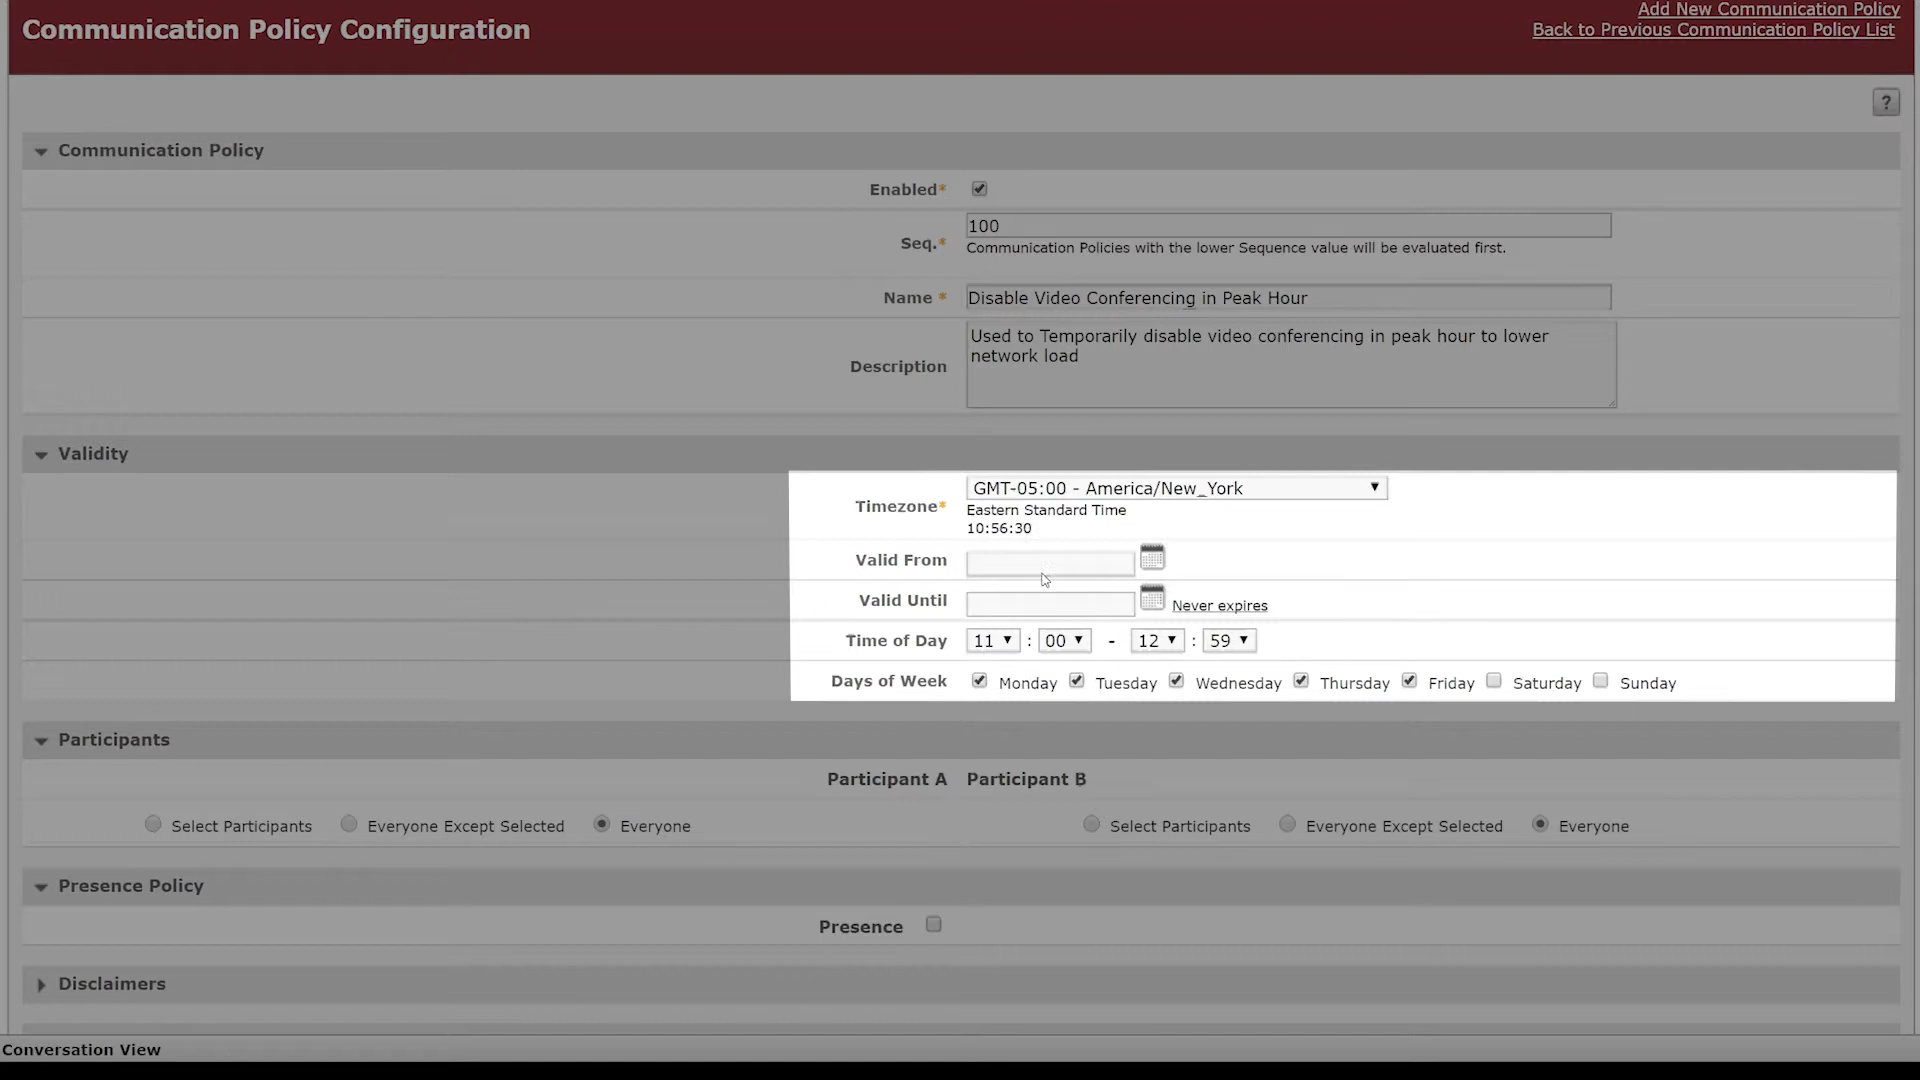 Communication Policy Configuration
Add New Communication Policy
Back to Previous Communication Policy List
?
Communication Policy
Enabled*
Seq.* 100
Communication Policies with the lower Sequence value will be evaluated first.
Name * Disable Video Conferencing in Peak Hour
Description Used to Temporarily disable video conferencing in peak hour to lower
network load
Validity
Timezone* GMT-05:00 - America/New_York
Eastern Standard Time
10:56:30
Valid From
Valid Until Never expires
Time of Day 11 : 00 - 12 : 59
Days of Week Monday Tuesday Wednesday Thursday Friday Saturday Sunday
Participants
Participant A Participant B
Select Participants Everyone Except Selected Everyone Select Participants Everyone Except Selected Everyone
Presence Policy
Presence
Disclaimers
Conversation View